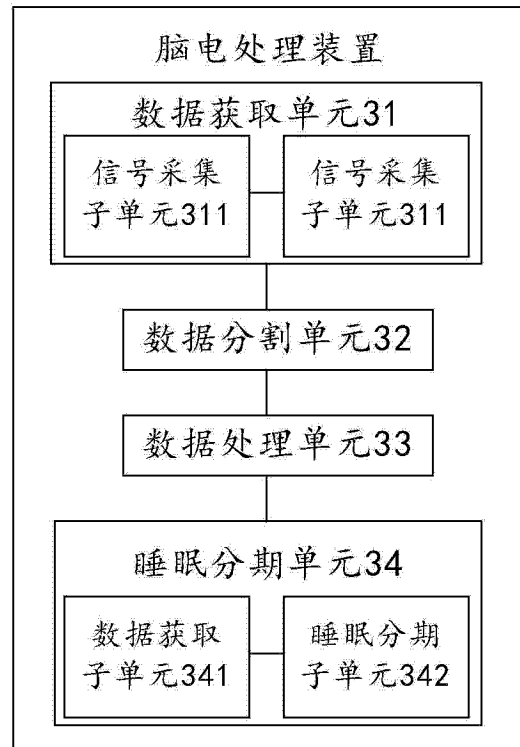 脑电处理装置
数据获取单元31
信号采集 信号采集
子单元311 子单元311
数据分割单元32
数据处理单元33
睡眠分期单元34
数据获取 睡眠分期
子单元341 子单元342